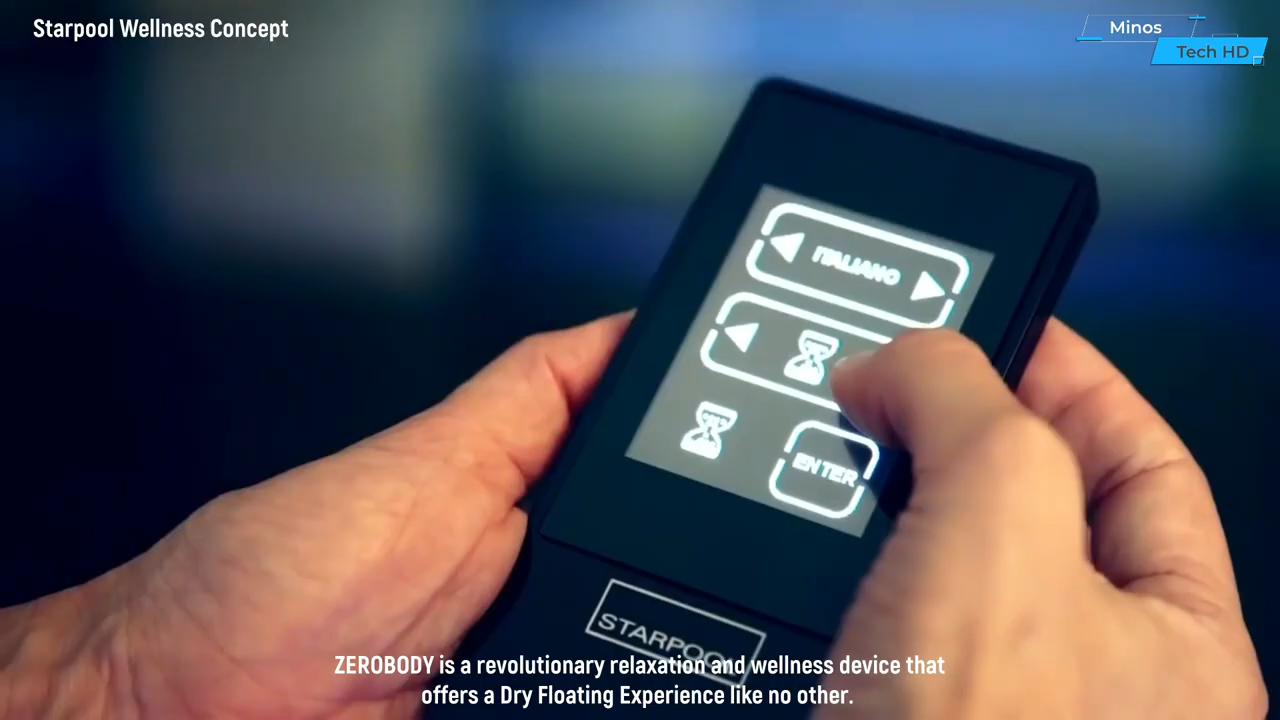 Starpool Wellness Concept
Minos
Tech HD
ITALIANO
ENTER
STARPOOL
ZEROBODY is a revolutionary relaxation and wellness device that
offers a Dry Floating Experience like no other.